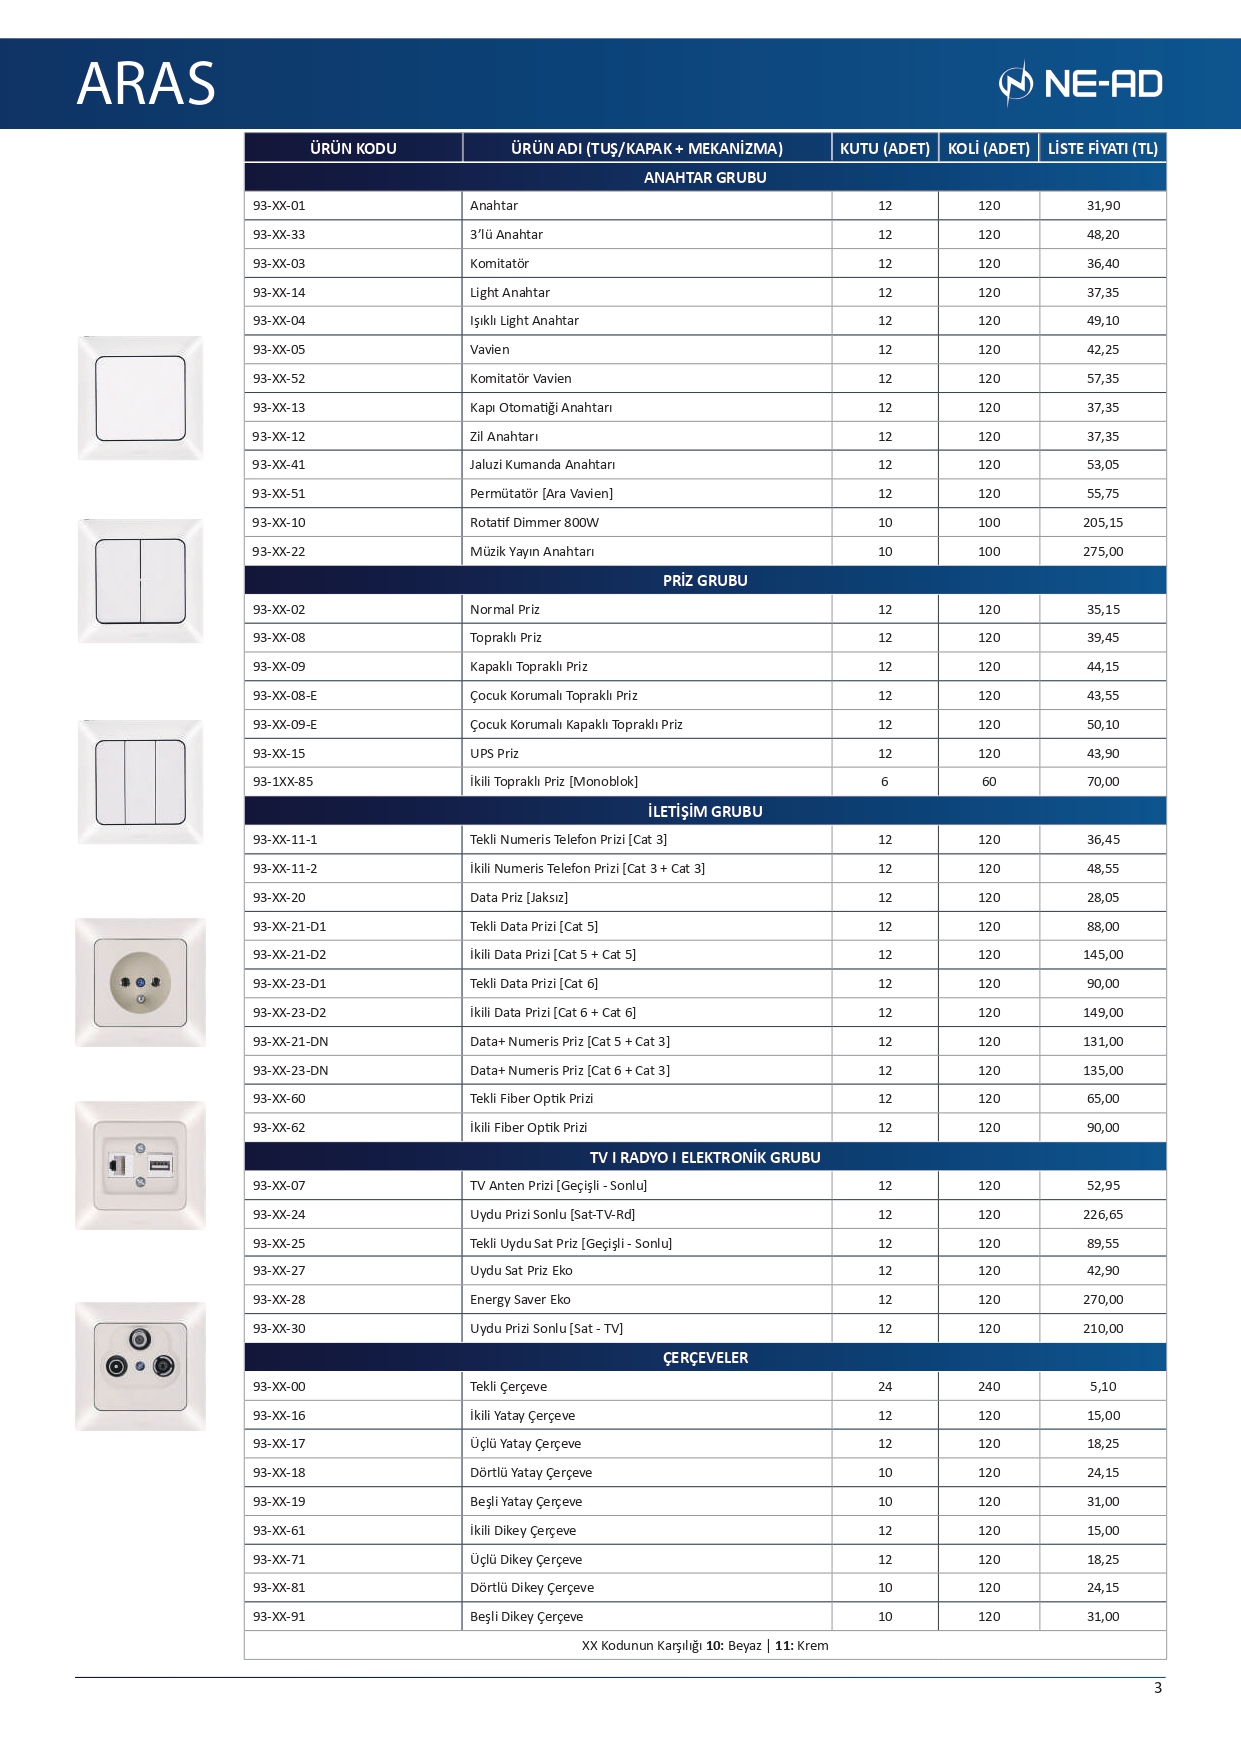 ARAS
NE-AD
ÜRÜN KODU ÜRÜN ADI (TUŞ/KAPAK + MEKANİZMA) KUTU (ADET) KOLİ (ADET) LİSTE FİYATI (TL)
ANAHTAR GRUBU
93-XX-01 Anahtar 12 120 31,90
93-XX-33 3’lü Anahtar 12 120 48,20
93-XX-03 Komitatör 12 120 36,40
93-XX-14 Light Anahtar 12 120 37,35
93-XX-04 Işıklı Light Anahtar 12 120 49,10
93-XX-05 Vavien 12 120 42,25
93-XX-52 Komitatör Vavien 12 120 57,35
93-XX-13 Kapı Otomatiği Anahtarı 12 120 37,35
93-XX-12 Zil Anahtarı 12 120 37,35
93-XX-41 Jaluzi Kumanda Anahtarı 12 120 53,05
93-XX-51 Permütatör [Ara Vavien] 12 120 55,75
93-XX-10 Rotatif Dimmer 800W 10 100 205,15
93-XX-22 Müzik Yayın Anahtarı 10 100 275,00
PRİZ GRUBU
93-XX-02 Normal Priz 12 120 35,15
93-XX-08 Topraklı Priz 12 120 39,45
93-XX-09 Kapaklı Topraklı Priz 12 120 44,15
93-XX-08-E Çocuk Korumalı Topraklı Priz 12 120 43,55
93-XX-09-E Çocuk Korumalı Kapaklı Topraklı Priz 12 120 50,10
93-XX-15 UPS Priz 12 120 43,90
93-1XX-85 İkili Topraklı Priz [Monoblok] 6 60 70,00
İLETİŞİM GRUBU
93-XX-11-1 Tekli Numeris Telefon Prizi [Cat 3] 12 120 36,45
93-XX-11-2 İkili Numeris Telefon Prizi [Cat 3 + Cat 3] 12 120 48,55
93-XX-20 Data Priz [Jaksız] 12 120 28,05
93-XX-21-D1 Tekli Data Prizi [Cat 5] 12 120 88,00
93-XX-21-D2 İkili Data Prizi [Cat 5 + Cat 5] 12 120 145,00
93-XX-23-D1 Tekli Data Prizi [Cat 6] 12 120 90,00
93-XX-23-D2 İkili Data Prizi [Cat 6 + Cat 6] 12 120 149,00
93-XX-21-DN Data+ Numeris Priz [Cat 5 + Cat 3] 12 120 131,00
93-XX-23-DN Data+ Numeris Priz [Cat 6 + Cat 3] 12 120 135,00
93-XX-60 Tekli Fiber Optik Prizi 12 120 65,00
93-XX-62 İkili Fiber Optik Prizi 12 120 90,00
TV I RADYO I ELEKTRONİK GRUBU
93-XX-07 TV Anten Prizi [Geçişli - Sonlu] 12 120 52,95
93-XX-24 Uydu Prizi Sonlu [Sat-TV-Rd] 12 120 226,65
93-XX-25 Tekli Uydu Sat Priz [Geçişli - Sonlu] 12 120 89,55
93-XX-27 Uydu Sat Priz Eko 12 120 42,90
93-XX-28 Energy Saver Eko 12 120 270,00
93-XX-30 Uydu Prizi Sonlu [Sat - TV] 12 120 210,00
ÇERÇEVELER
93-XX-00 Tekli Çerçeve 24 240 5,10
93-XX-16 İkili Yatay Çerçeve 12 120 15,00
93-XX-17 Üçlü Yatay Çerçeve 12 120 18,25
93-XX-18 Dörtlü Yatay Çerçeve 10 120 24,15
93-XX-19 Beşli Yatay Çerçeve 10 120 31,00
93-XX-61 İkili Dikey Çerçeve 12 120 15,00
93-XX-71 Üçlü Dikey Çerçeve 12 120 18,25
93-XX-81 Dörtlü Dikey Çerçeve 10 120 24,15
93-XX-91 Beşli Dikey Çerçeve 10 120 31,00
XX Kodunun Karşılığı 10: Beyaz | 11: Krem
3